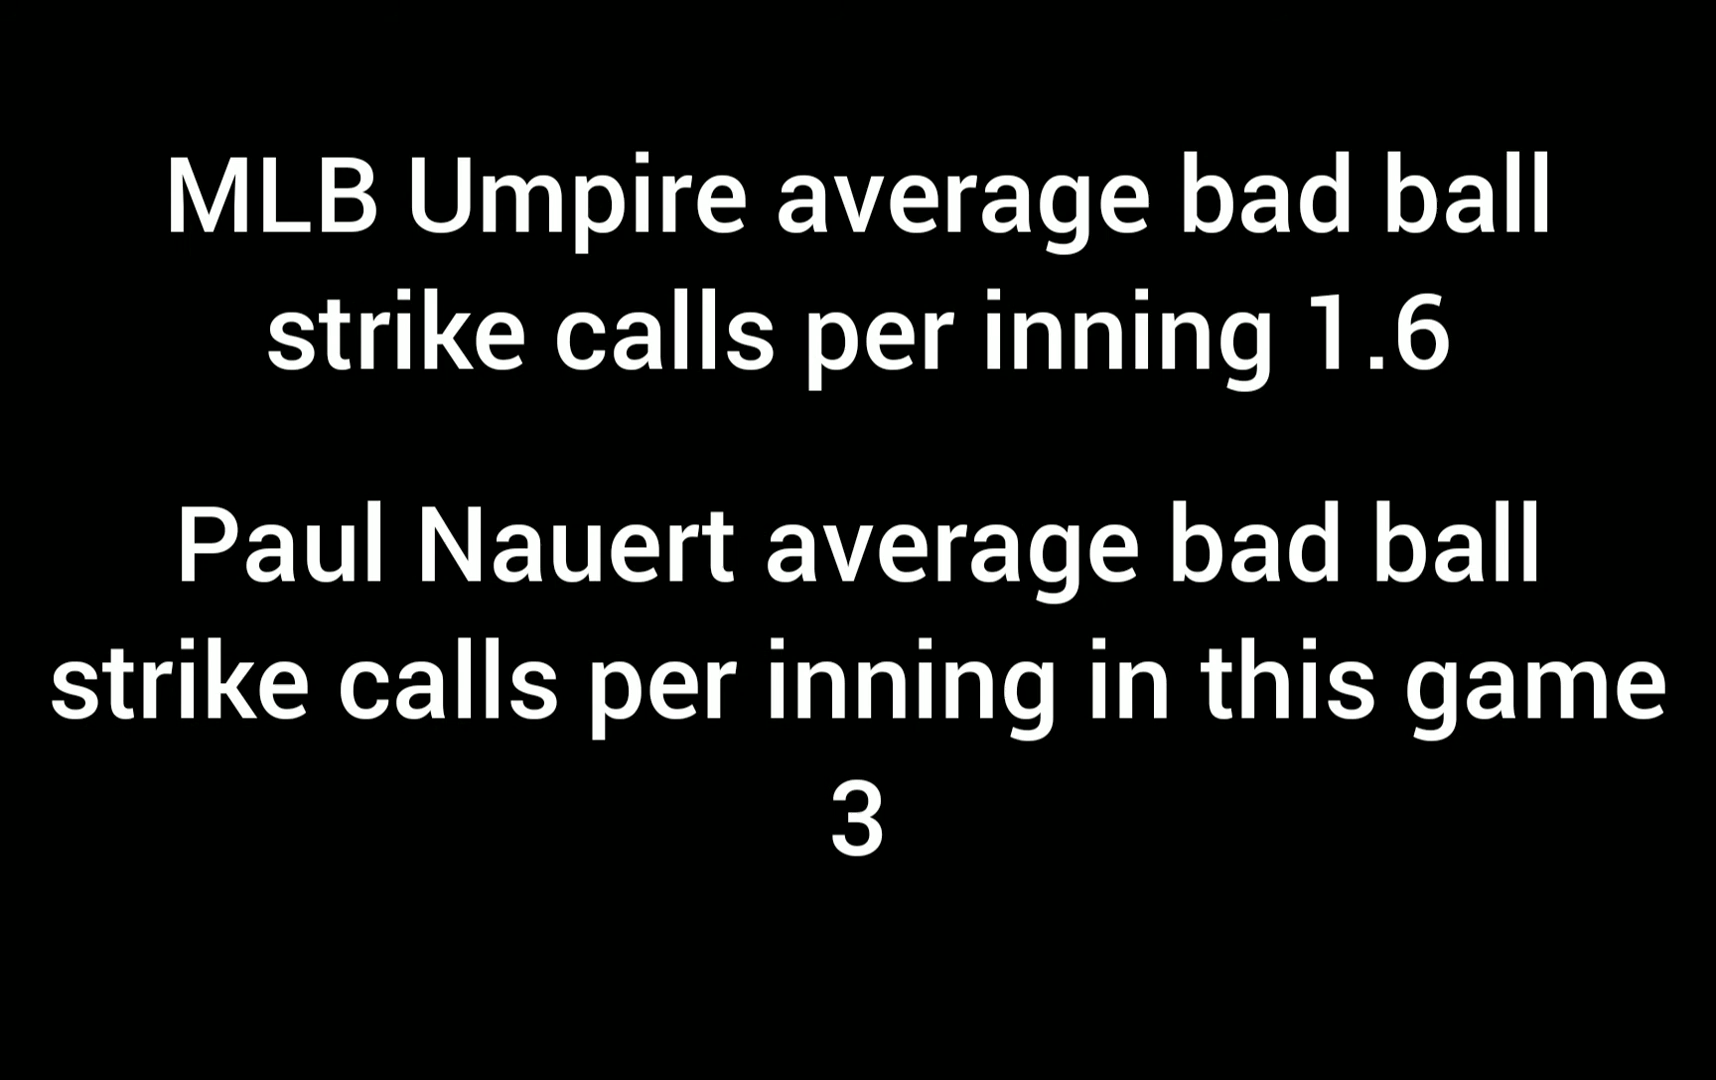 MLB Umpire average bad ball
strike calls per inning 1.6
Paul Nauert average bad ball
strike calls per inning in this game
3